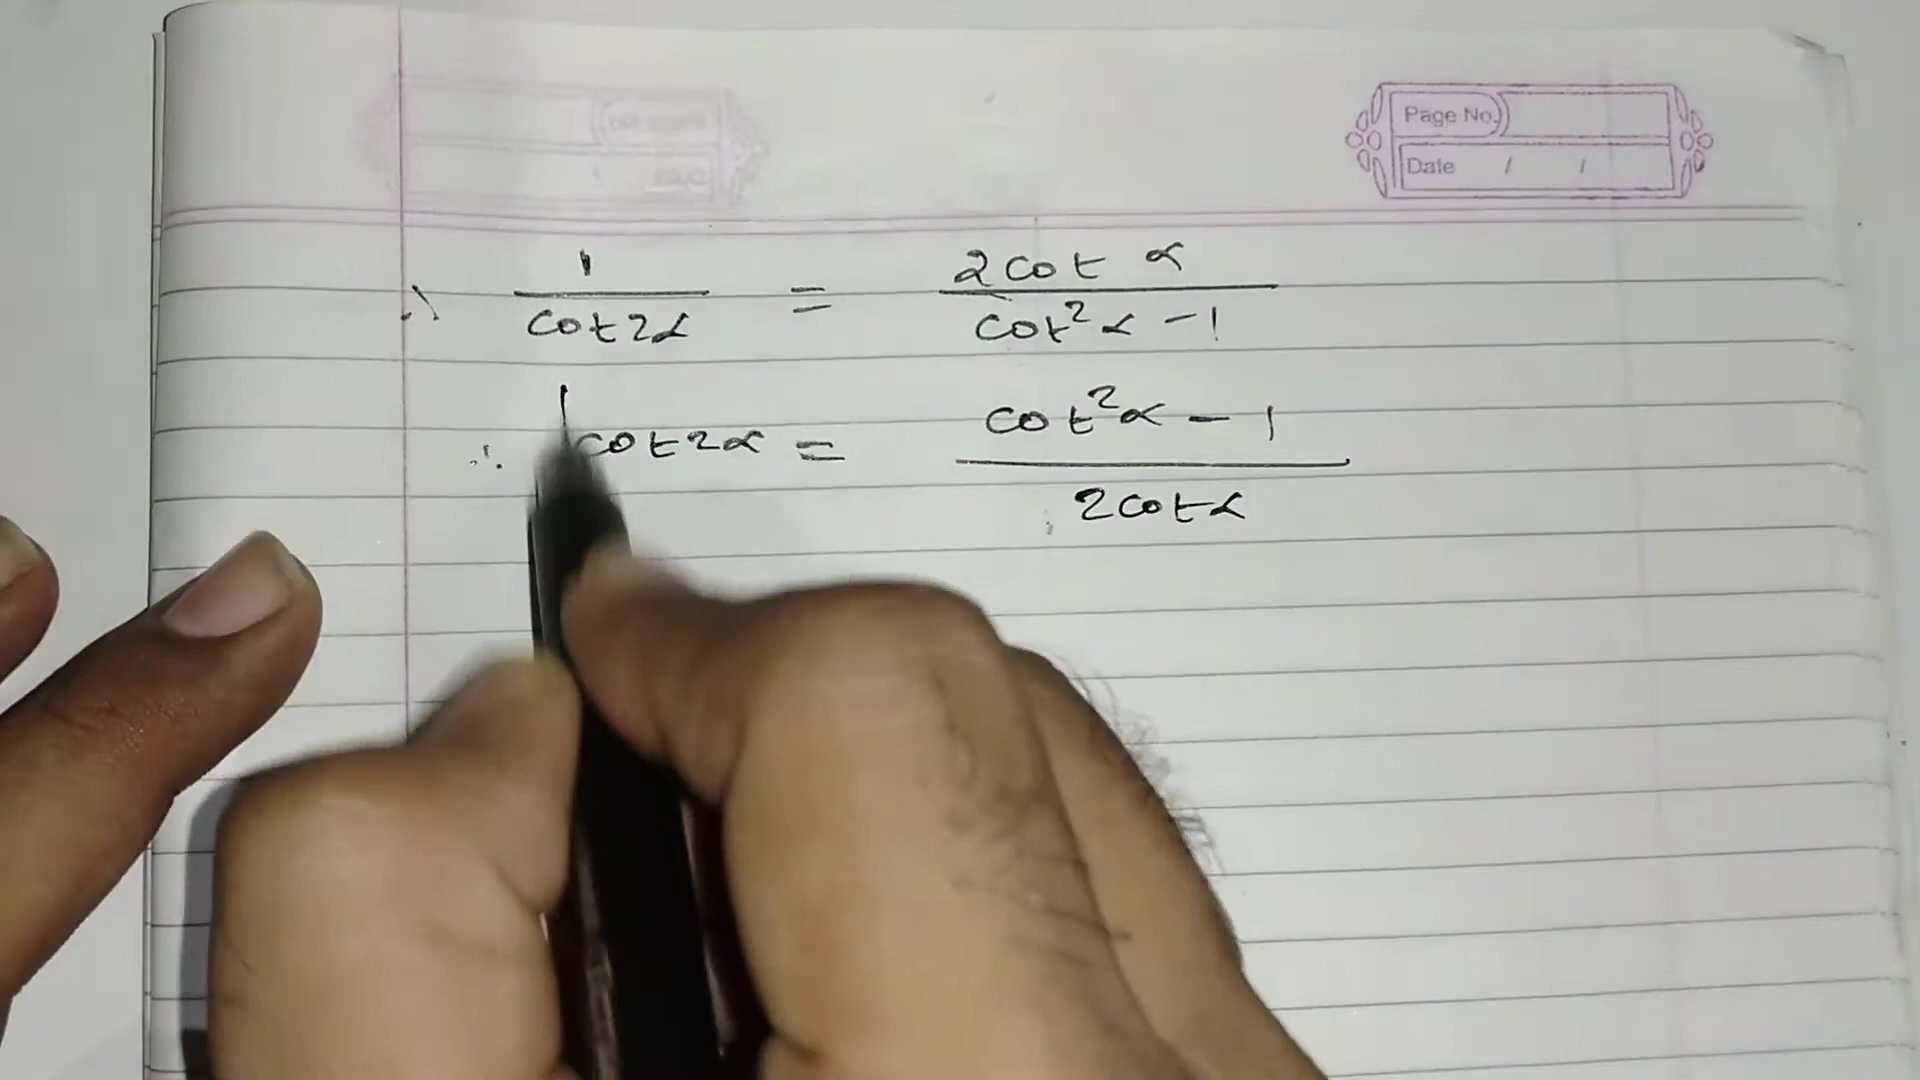 Page No.
Date / /
∴ 1/cot2α = 2cot α/cot²α - 1
∴ cot2α = cot²α - 1/2cotα